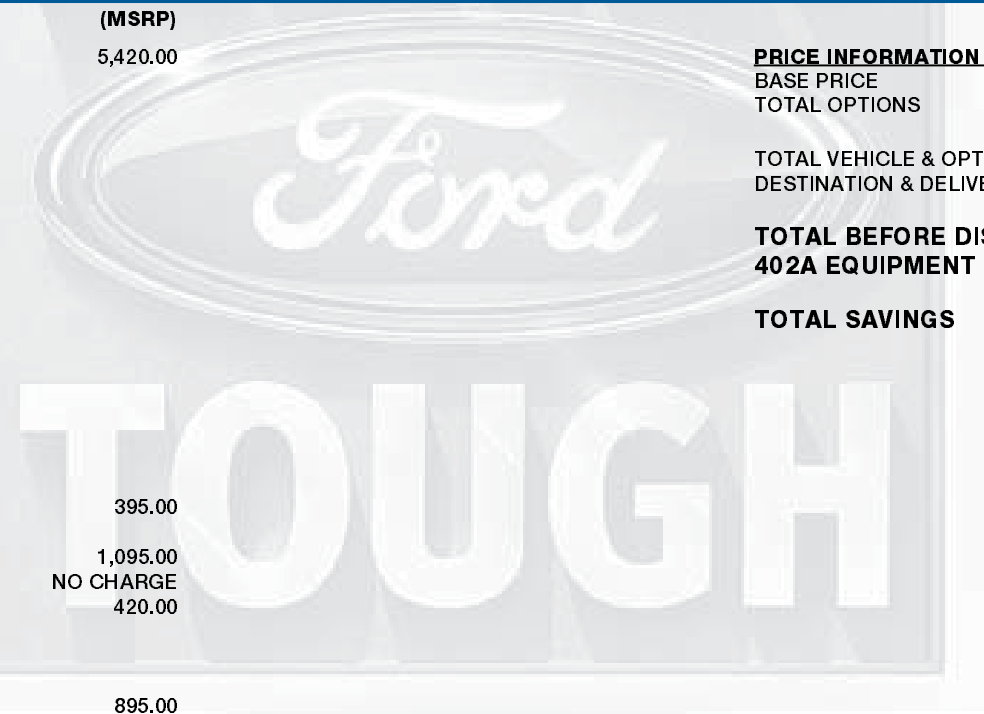 (MSRP)
5,420.00
395.00
1,095.00
NO CHARGE
420.00
895.00
Ford
TOUGH
PRICE INFORMATION
BASE PRICE
TOTAL OPTIONS
TOTAL VEHICLE & OPT
DESTINATION & DELIVE
TOTAL BEFORE DIS
402A EQUIPMENT
TOTAL SAVINGS